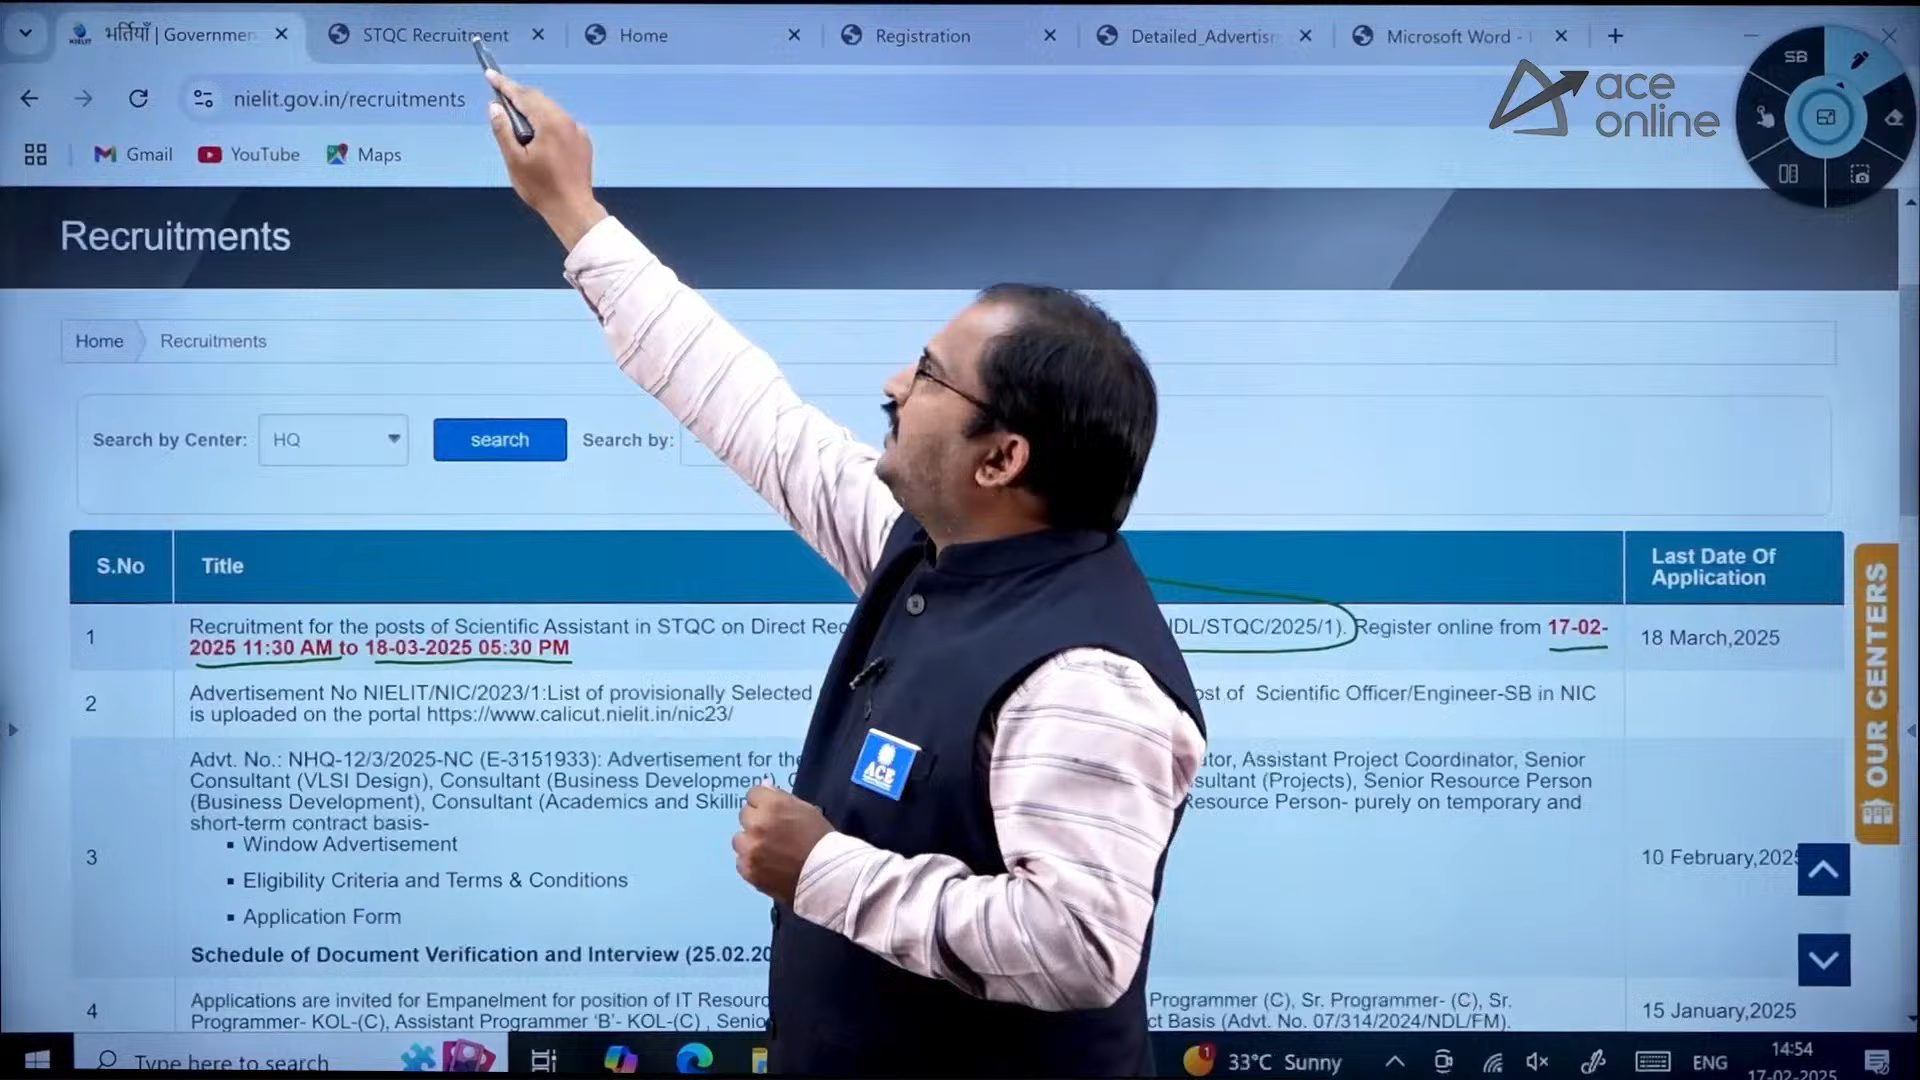 भर्तियाँ | Governmen
STQC Recruitment
Home
Registration
Detailed_Advertism
Microsoft Word -
SB
nielit.gov.in/recruitments
ace
online
Gmail
YouTube
Maps
Recruitments
Home
Recruitments
Search by Center:
HQ
search
Search by:
S.No
Title
Last Date Of
Application
1
Recruitment for the posts of Scientific Assistant in STQC on Direct Rec
NDL/STQC/2025/1). Register online from 17-02-
2025 11:30 AM to 18-03-2025 05:30 PM
18 March,2025
2
Advertisement No NIELIT/NIC/2023/1:List of provisionally Selected
ost of Scientific Officer/Engineer-SB in NIC
is uploaded on the portal https://www.calicut.nielit.in/nic23/
3
Advt. No.: NHQ-12/3/2025-NC (E-3151933): Advertisement for the
ator, Assistant Project Coordinator, Senior
Consultant (VLSI Design), Consultant (Business Development), C
sultant (Projects), Senior Resource Person
(Business Development), Consultant (Academics and Skillin
Resource Person- purely on temporary and
short-term contract basis-
Window Advertisement
Eligibility Criteria and Terms & Conditions
Application Form
Schedule of Document Verification and Interview (25.02.20
10 February,2025
4
Applications are invited for Empanelment for position of IT Resourc
Programmer (C), Sr. Programmer- (C), Sr.
Programmer- KOL-(C), Assistant Programmer ‘B’- KOL-(C) , Senio
ct Basis (Advt. No. 07/314/2024/NDL/FM).
15 January,2025
OUR CENTERS
ACE
Type here to search
1
33°C Sunny
ENG
14:54
17-02-2025